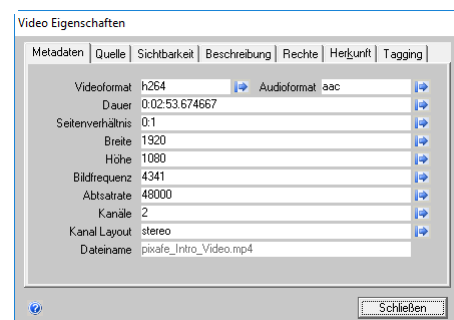 Video Eigenschaften
Metadaten Quelle Sichtbarkeit Beschreibung Rechte Herkunft Tagging
Videoformat h264 Audioformat aac
Dauer 0:02:53.674667
Seitenverhältnis 0:1
Breite 1920
Höhe 1080
Bildfrequenz 4341
Abtsatrate 48000
Kanäle 2
Kanal Layout stereo
Dateiname pixafe_Intro_Video.mp4
Schließen